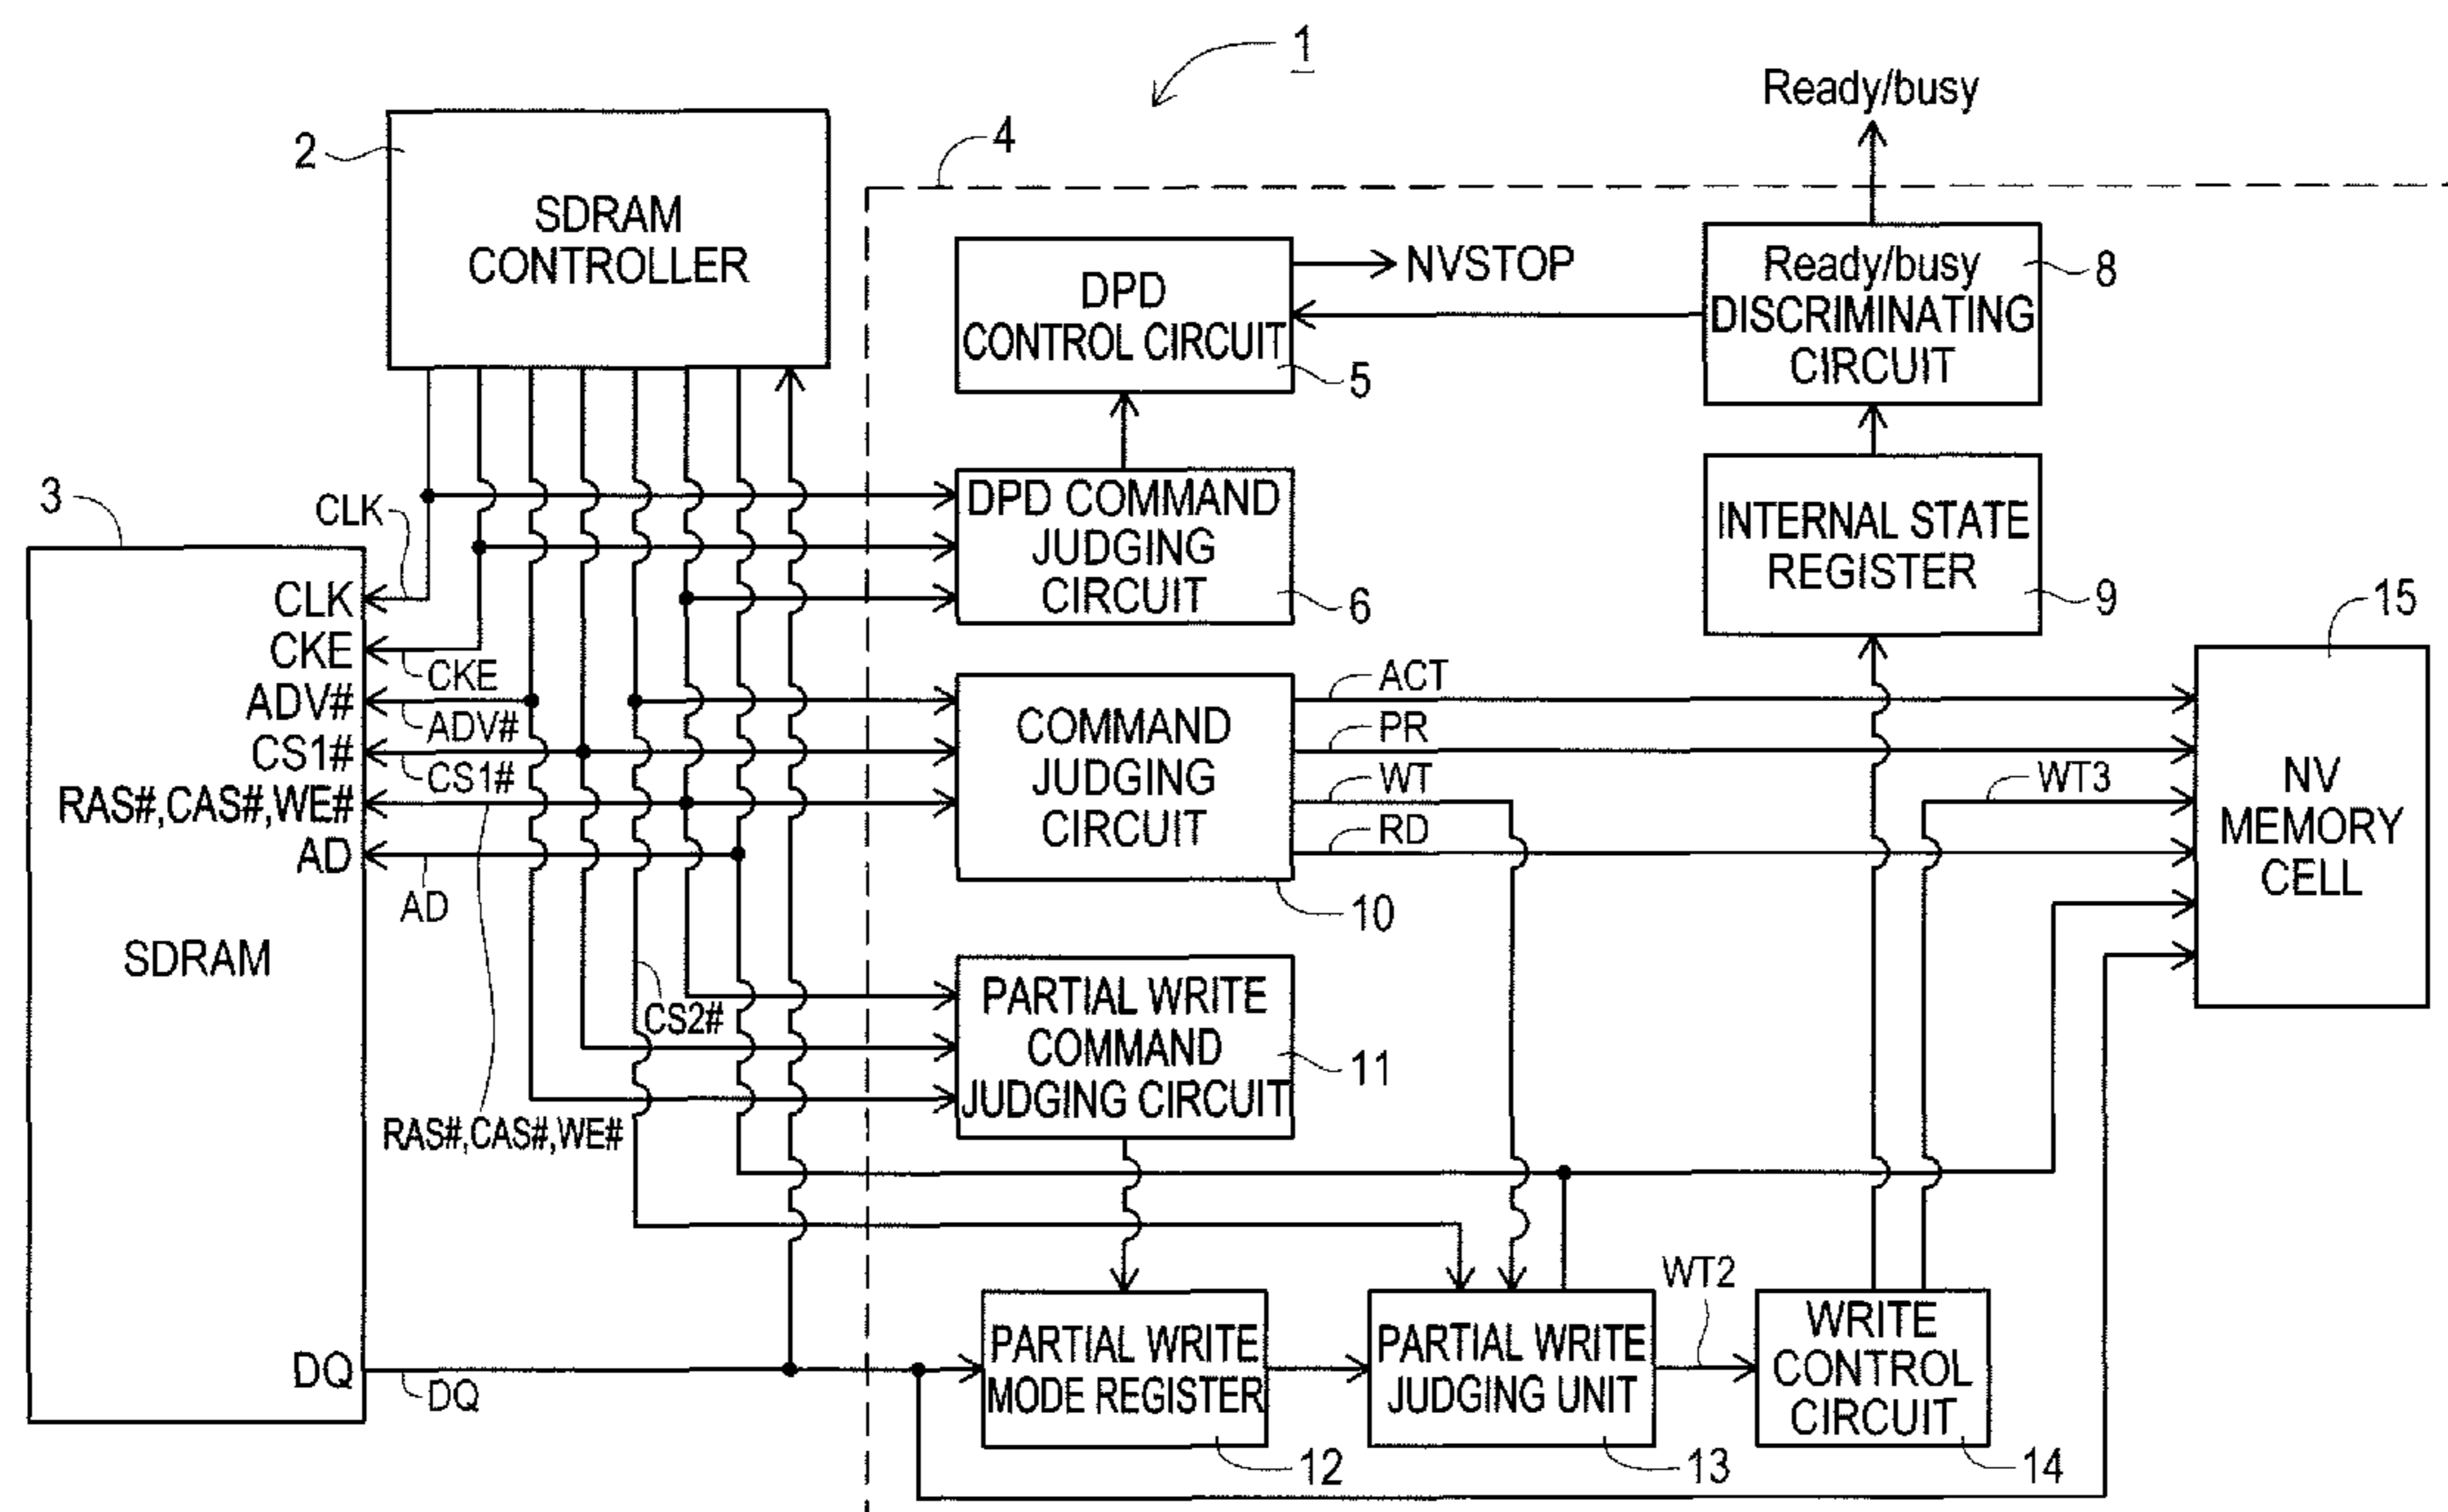 1
Ready/busy
2
SDRAM
CONTROLLER
4
DPD
CONTROL CIRCUIT
5
NVSTOP
Ready/busy
DISCRIMINATING
CIRCUIT
8
3
CLK
DPD COMMAND
JUDGING
CIRCUIT
6
INTERNAL STATE
REGISTER
9
15
CLK
CKE
CKE
ADV#
ADV#
CS1#
CS1#
RAS#,CAS#,WE#
AD
AD
SDRAM
COMMAND
JUDGING
CIRCUIT
10
ACT
PR
WT
RD
WT3
NV
MEMORY
CELL
CS2#
RAS#,CAS#,WE#
PARTIAL WRITE
COMMAND
JUDGING CIRCUIT
11
DQ
DQ
PARTIAL WRITE
MODE REGISTER
12
PARTIAL WRITE
JUDGING UNIT
13
WT2
WRITE
CONTROL
CIRCUIT
14